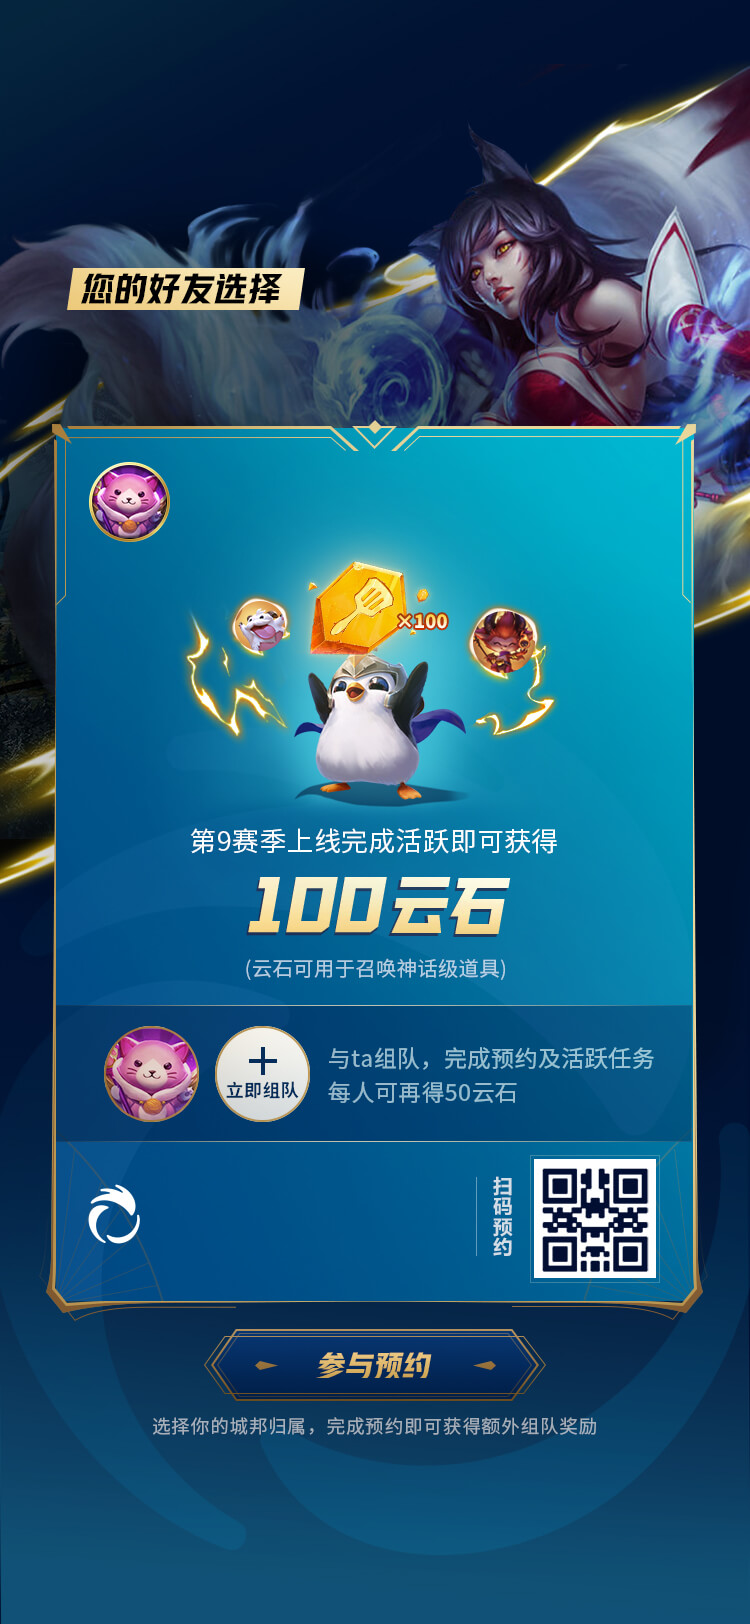 您的好友选择
×100
第9赛季上线完成活跃即可获得
100云石
(云石可用于召唤神话级道具)
立即组队
与ta组队，完成预约及活跃任务
每人可再得50云石
扫码预约
参与预约
选择你的城邦归属，完成预约即可获得额外组队奖励